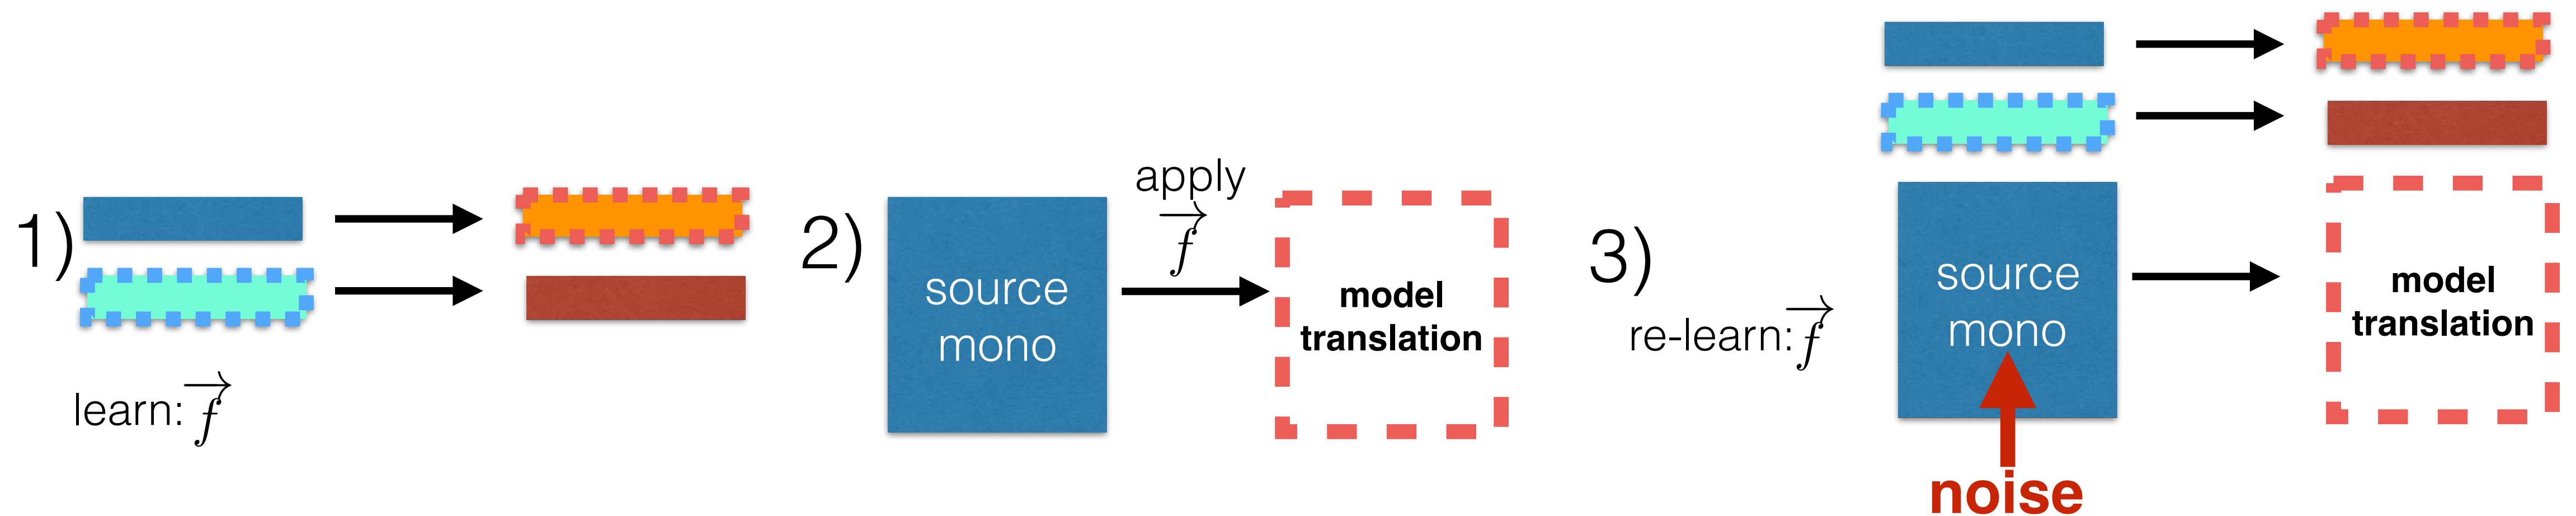 1)
learn: f
2)
source
mono
apply
f
model
translation
3)
re-learn: f
source
mono
noise
model
translation